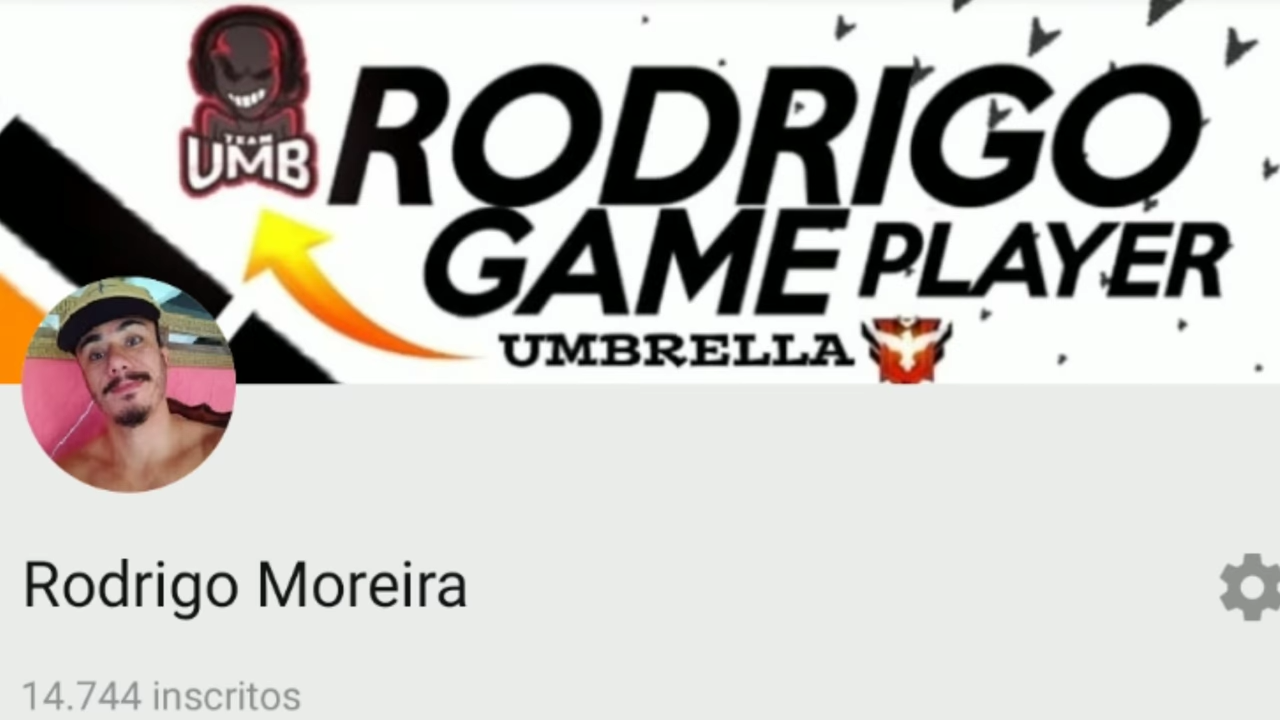 TEAM
UMB
RODRIGO
GAME PLAYER
UMBRELLA
Rodrigo Moreira
14.744 inscritos